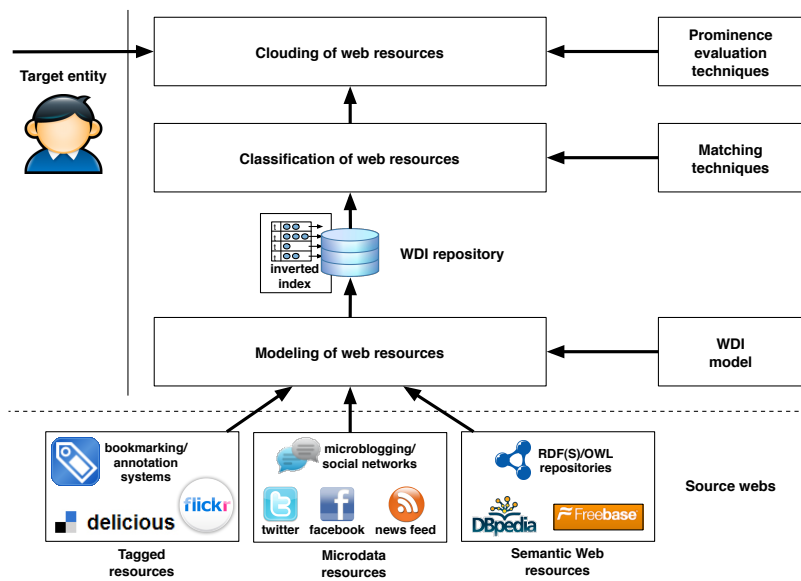 Target entity
Clouding of web resources
Prominence
evaluation
techniques
Classification of web resources
Matching
techniques
inverted
index
WDI repository
Modeling of web resources
WDI
model
bookmarking/
annotation
systems
delicious
flickr
Tagged
resources
microblogging/
social networks
twitter
facebook
news feed
Microdata
resources
RDF(S)/OWL
repositories
DBpedia
Freebase
Semantic Web
resources
Source webs